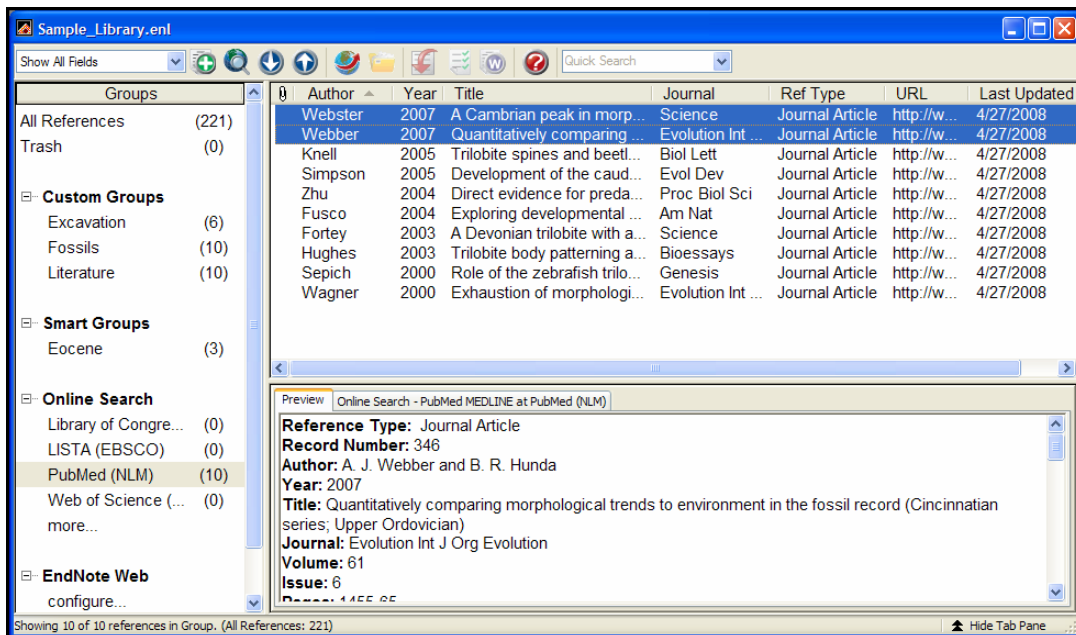 Sample_Library.enl
Show All Fields
W
?
Quick Search
Groups
All References (221)
Trash (0)
Custom Groups
Excavation (6)
Fossils (10)
Literature (10)
Smart Groups
Eocene (3)
Online Search
Library of Congre... (0)
LISTA (EBSCO) (0)
PubMed (NLM) (10)
Web of Science (... (0)
more...
EndNote Web
configure...
Author Year Title Journal Ref Type URL Last Updated
Webster 2007 A Cambrian peak in morp... Science Journal Article http://w... 4/27/2008
Webber 2007 Quantitatively comparing ... Evolution Int ... Journal Article http://w... 4/27/2008
Knell 2005 Trilobite spines and beetl... Biol Lett Journal Article http://w... 4/27/2008
Simpson 2005 Development of the caud... Evol Dev Journal Article http://w... 4/27/2008
Zhu 2004 Direct evidence for preda... Proc Biol Sci Journal Article http://w... 4/27/2008
Fusco 2004 Exploring developmental ... Am Nat Journal Article http://w... 4/27/2008
Fortey 2003 A Devonian trilobite with a... Science Journal Article http://w... 4/27/2008
Hughes 2003 Trilobite body patterning a... Bioessays Journal Article http://w... 4/27/2008
Sepich 2000 Role of the zebrafish trilo... Genesis Journal Article http://w... 4/27/2008
Wagner 2000 Exhaustion of morphologi... Evolution Int ... Journal Article http://w... 4/27/2008
Preview Online Search - PubMed MEDLINE at PubMed (NLM)
Reference Type: Journal Article
Record Number: 346
Author: A. J. Webber and B. R. Hunda
Year: 2007
Title: Quantitatively comparing morphological trends to environment in the fossil record (Cincinnatian
series; Upper Ordovician)
Journal: Evolution Int J Org Evolution
Volume: 61
Issue: 6
Pages: 1455-65
Showing 10 of 10 references in Group. (All References: 221)
Hide Tab Pane